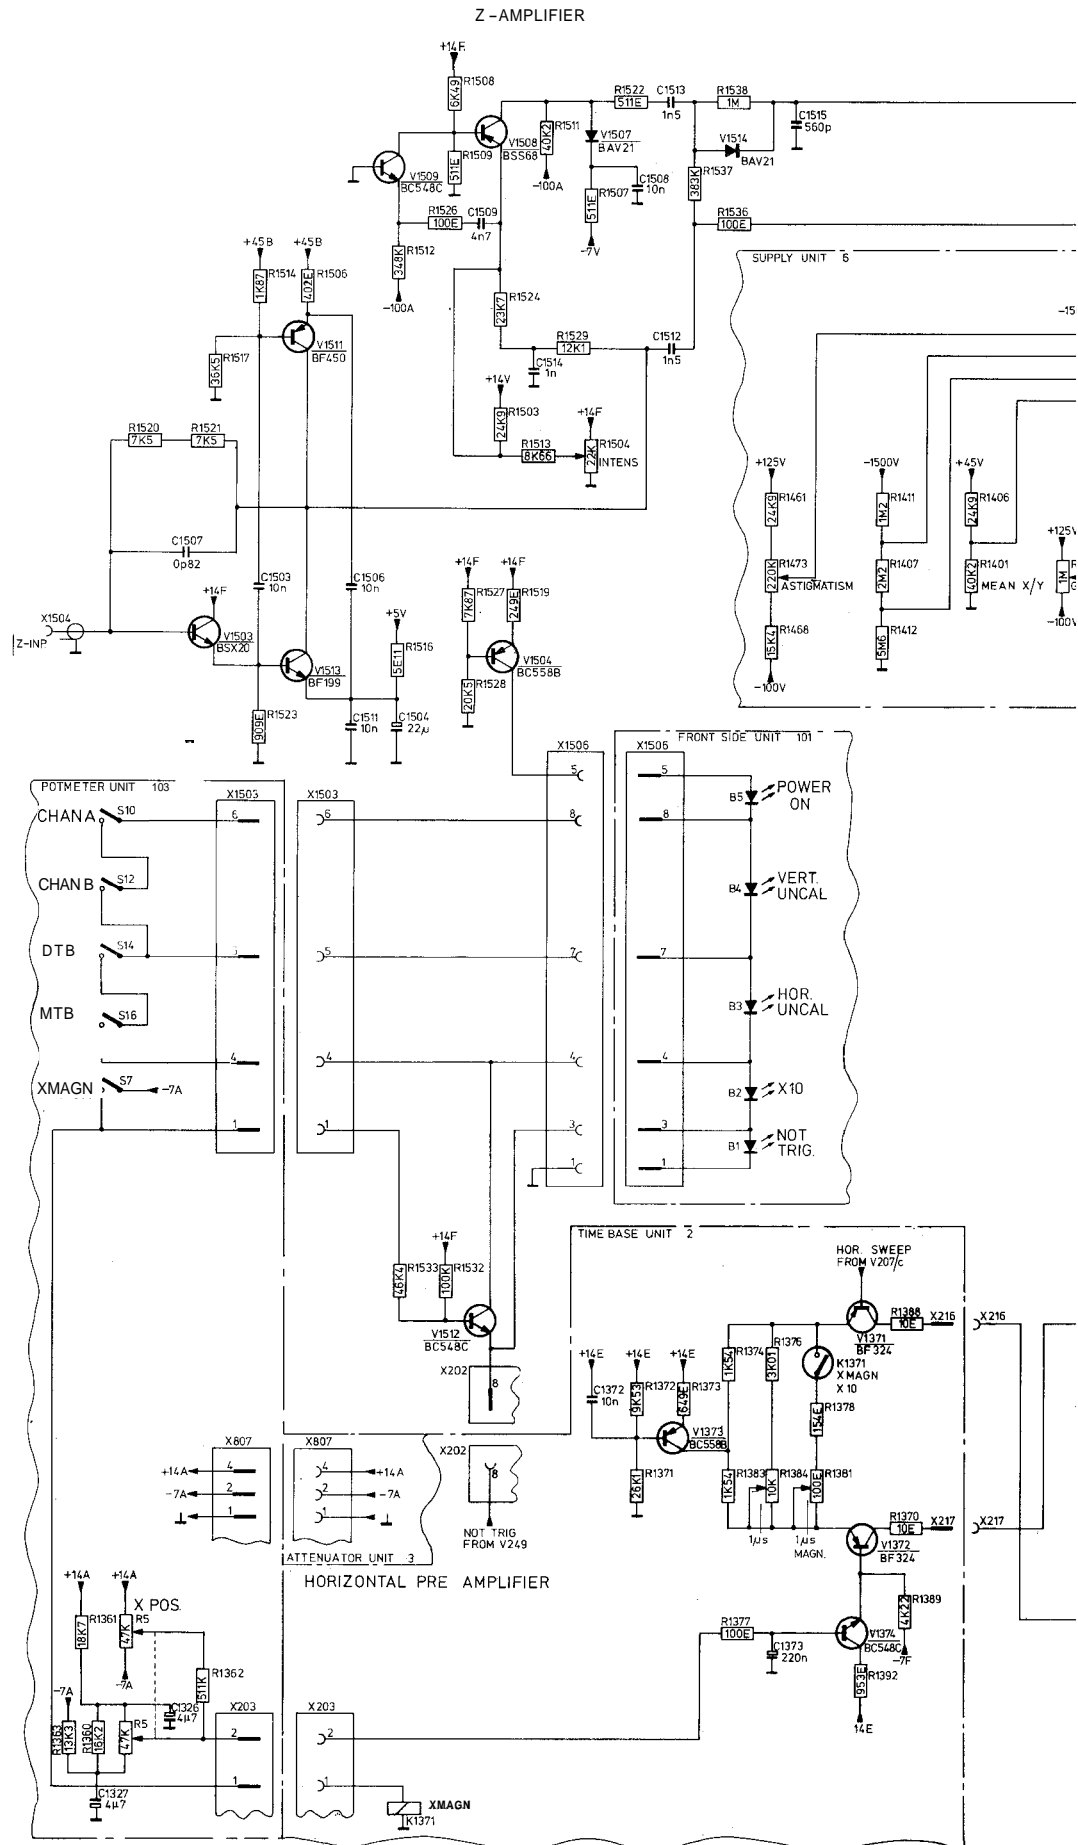 Z-AMPLIFIER
+14F
R1508
6K49
R1522
511E
C1513
1n5
R1538
1M
C1515
560p
V1508
BSS68
R1511
40K2
V1507
BAV21
V1514
BAV21
R1509
511E
V1509
BC548C
-100A
R1507
511E
C1508
10n
R1537
383K
R1526
100E
C1509
4n7
R1536
100E
-7V
R1512
348K
-100A
+45B
+45B
R1514
1K87
R1506
402E
SUPPLY UNIT 6
-15
R1524
23K7
V1511
BF450
R1517
36K5
R1529
12K1
C1512
1n5
C1514
1n
+14V
R1503
24K9
+14F
R1513
8K66
R1504
22K
INTENS
R1520
7K5
R1521
7K5
+125V
R1461
24K9
-1500V
R1411
1M2
+45V
R1406
24K9
+125V
C1507
0p82
R1473
220K
ASTIGMATISM
R1407
2M2
R1401
40K2
MEAN X/Y
1M
-100V
C1503
10n
C1506
10n
+14F
R1527
7K87
+14F
R1519
249E
+14F
X1504
Z-INP.
V1503
BSX20
V1513
BF199
+5V
R1516
5E11
V1504
BC558B
R1528
20K5
R1468
15K4
-100V
R1412
5M6
R1523
909E
C1511
10n
C1504
22µ
POTMETER UNIT 103
X1503
X1503
X1506
X1506
FRONT SIDE UNIT 101
CHAN A
S10
6
6
5
8
5
8
B5
POWER
ON
CHAN B
S12
B4
VERT.
UNCAL
DTB
S14
5
7
7
MTB
S16
B3
HOR.
UNCAL
4
4
4
4
XMAGN
S7
-7A
B2
X10
1
1
3
3
B1
NOT
TRIG.
1
1
TIME BASE UNIT 2
+14F
R1533
46K4
R1532
100K
V1512
BC548C
X202
8
HOR. SWEEP
FROM V207/c
R1388
10E
X216
X216
V1371
BF324
+14E
C1372
10n
+14E
R1372
9K53
+14E
R1373
649E
R1374
1K54
R1376
3K01
K1371
X MAGN
X 10
R1378
154E
V1373
BC558B
R1371
26K1
R1383
1K54
R1384
10K
R1381
100E
1µs
1µs
MAGN.
R1370
10E
X217
X217
V1372
BF324
X807
X807
+14A
4
4
+14A
-7A
2
2
-7A
1
1
X202
8
NOT TRIG
FROM V249
ATTENUATOR UNIT 3
HORIZONTAL PRE AMPLIFIER
+14A
R1361
18K7
+14A
X POS.
R5
47K
-7A
R1362
511K
R1377
100E
C1373
220n
V1374
BC548C
R1389
4K22
-7F
R1392
953E
14E
-7A
R1363
13K3
R1360
16K2
R5
47K
C1326
4µ7
C1327
4µ7
X203
2
1
X203
2
1
XMAGN
K1371